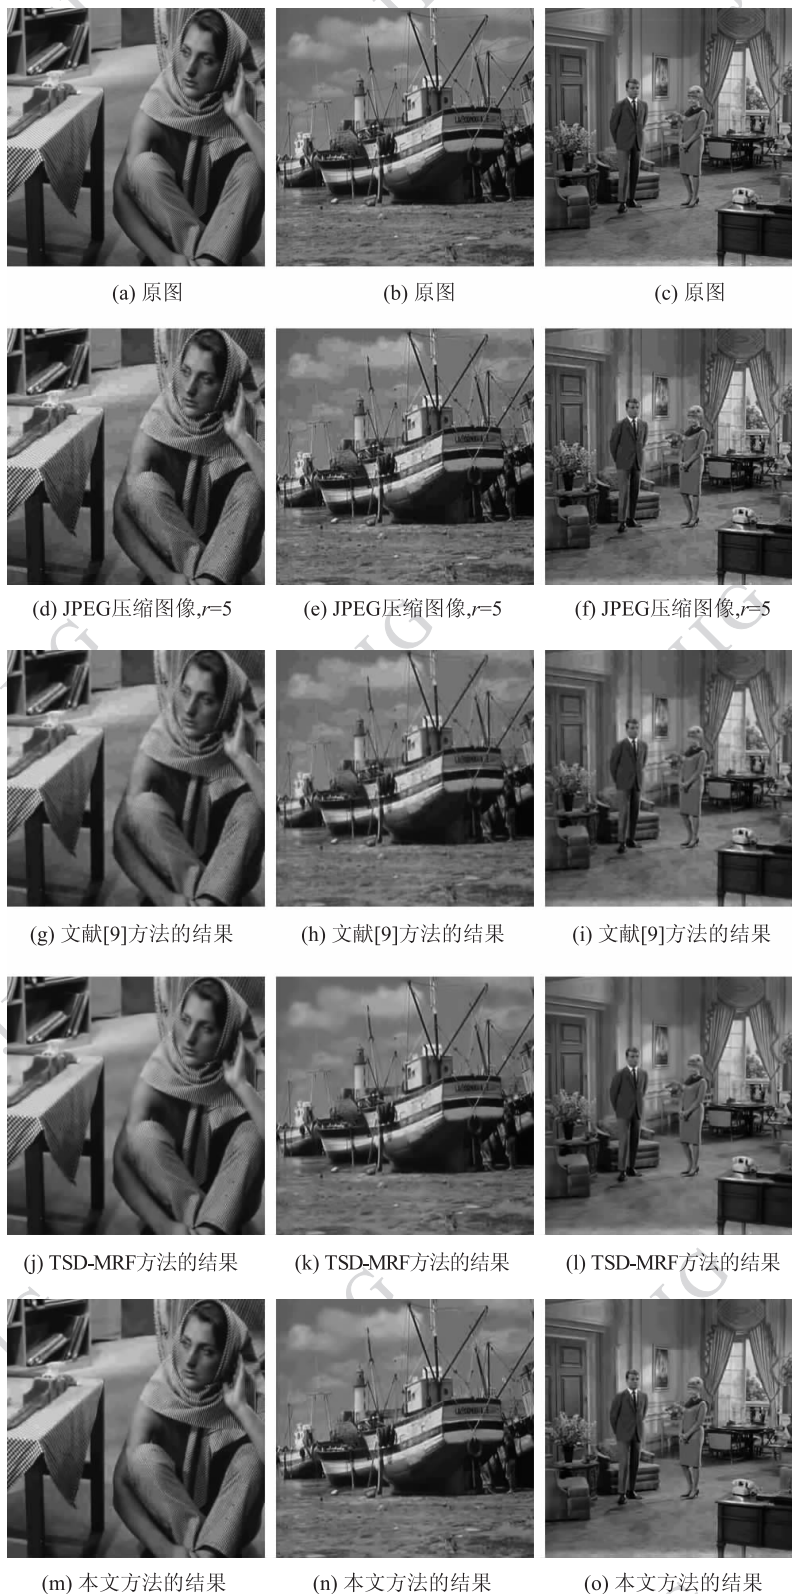 (a) 原图
(b) 原图
(c) 原图
(d) JPEG压缩图像,r=5
(e) JPEG压缩图像,r=5
(f) JPEG压缩图像,r=5
(g) 文献[9]方法的结果
(h) 文献[9]方法的结果
(i) 文献[9]方法的结果
(j) TSD-MRF方法的结果
(k) TSD-MRF方法的结果
(l) TSD-MRF方法的结果
(m) 本文方法的结果
(n) 本文方法的结果
(o) 本文方法的结果